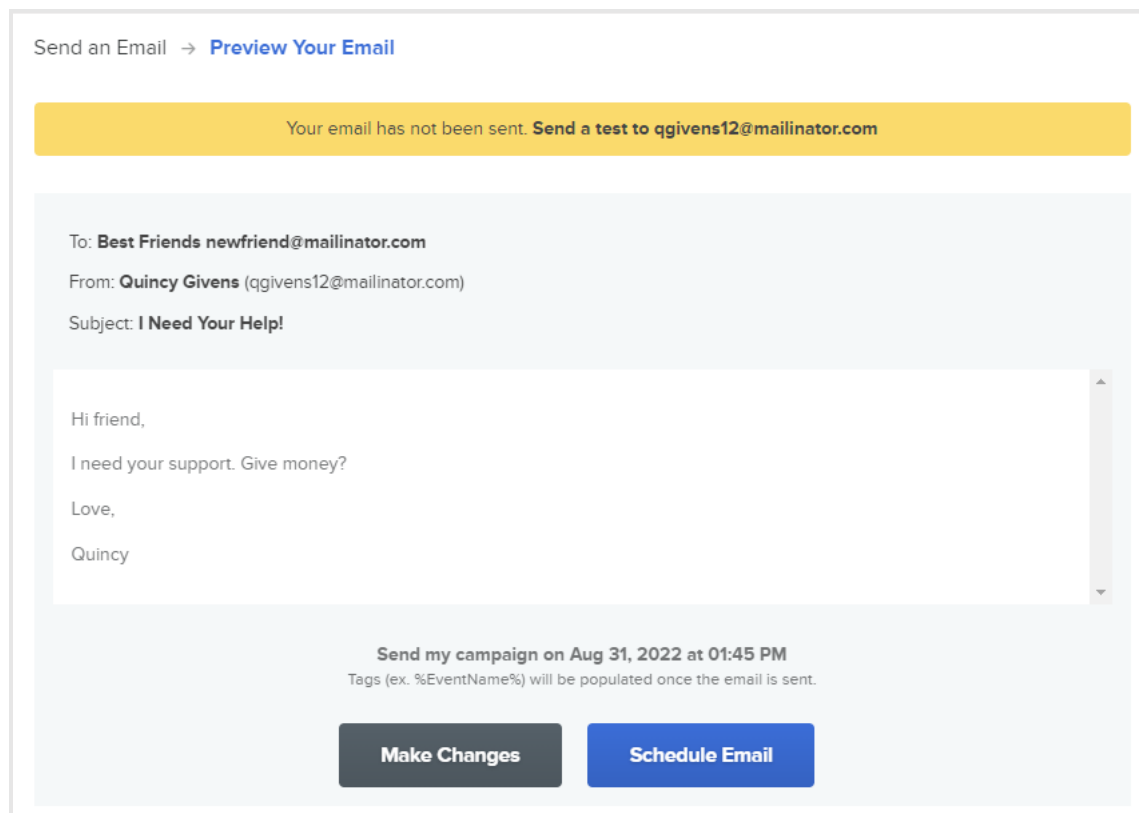 Send an Email → Preview Your Email
Your email has not been sent. Send a test to qgivens12@mailinator.com
To: Best Friends newfriend@mailinator.com
From: Quincy Givens (qgivens12@mailinator.com)
Subject: I Need Your Help!
Hi friend,
I need your support. Give money?
Love,
Quincy
Send my campaign on Aug 31, 2022 at 01:45 PM
Tags (ex. %EventName%) will be populated once the email is sent.
Make Changes
Schedule Email